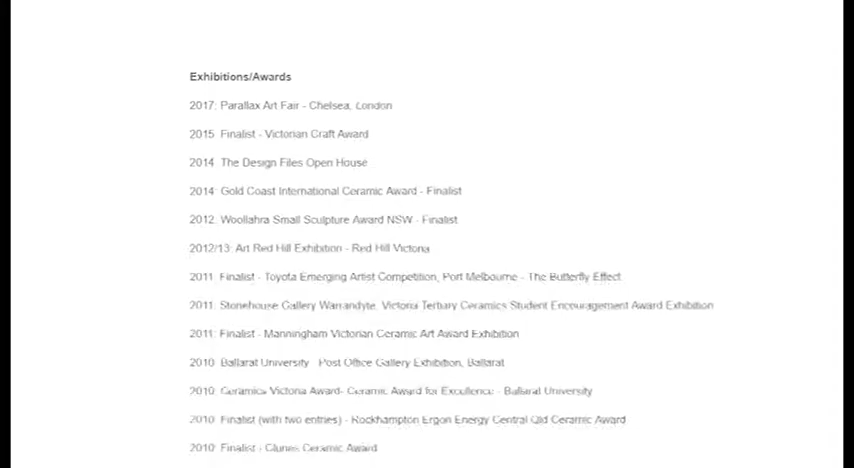 Exhibitions/Awards
2017: Parallax Art Fair - Chelsea, London
2015: Finalist - Victorian Craft Award
2014: The Design Files Open House
2014: Gold Coast International Ceramic Award - Finalist
2012: Woollahra Small Sculpture Award NSW - Finalist
2012/13: Art Red Hill Exhibition - Red Hill Victoria
2011: Finalist - Toyota Emerging Artist Competition, Port Melbourne - The Butterfly Effect
2011: Stonehouse Gallery Warrandyte, Victoria Tertiary Ceramics Student Encouragement Award Exhibition
2011: Finalist - Manningham Victorian Ceramic Art Award Exhibition
2010: Ballarat University - Post Office Gallery Exhibition, Ballarat
2010: Ceramics Victoria Award- Ceramic Award for Excellence - Ballarat University
2010: Finalist (with two entries) - Rockhampton Ergon Energy Central Qld Ceramic Award
2010: Finalist - Clunes Ceramic Award